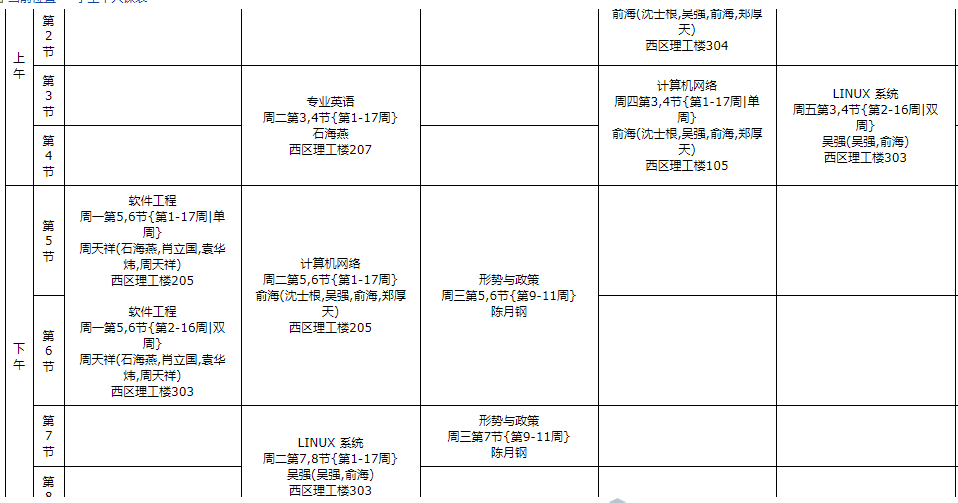 上
午
第
2
节
俞海(沈士根,吴强,俞海,郑厚
天)
西区理工楼304
第
3
节
专业英语
周二第3,4节{第1-17周}
石海燕
西区理工楼207
计算机网络
周四第3,4节{第1-17周|单
周}
俞海(沈士根,吴强,俞海,郑厚
天)
西区理工楼105
LINUX 系统
周五第3,4节{第2-16周|双
周}
吴强(吴强,俞海)
西区理工楼303
第
4
节
下
午
第
5
节
软件工程
周一第5,6节{第1-17周|单
周}
周天祥(石海燕,肖立国,袁华
炜,周天祥)
西区理工楼205
软件工程
周一第5,6节{第2-16周|双
周}
周天祥(石海燕,肖立国,袁华
炜,周天祥)
西区理工楼303
计算机网络
周二第5,6节{第1-17周}
俞海(沈士根,吴强,俞海,郑厚
天)
西区理工楼205
形势与政策
周三第5,6节{第9-11周}
陈月钢
第
6
节
第
7
节
LINUX 系统
周二第7,8节{第1-17周}
吴强(吴强,俞海)
西区理工楼303
形势与政策
周三第7节{第9-11周}
陈月钢
第
8